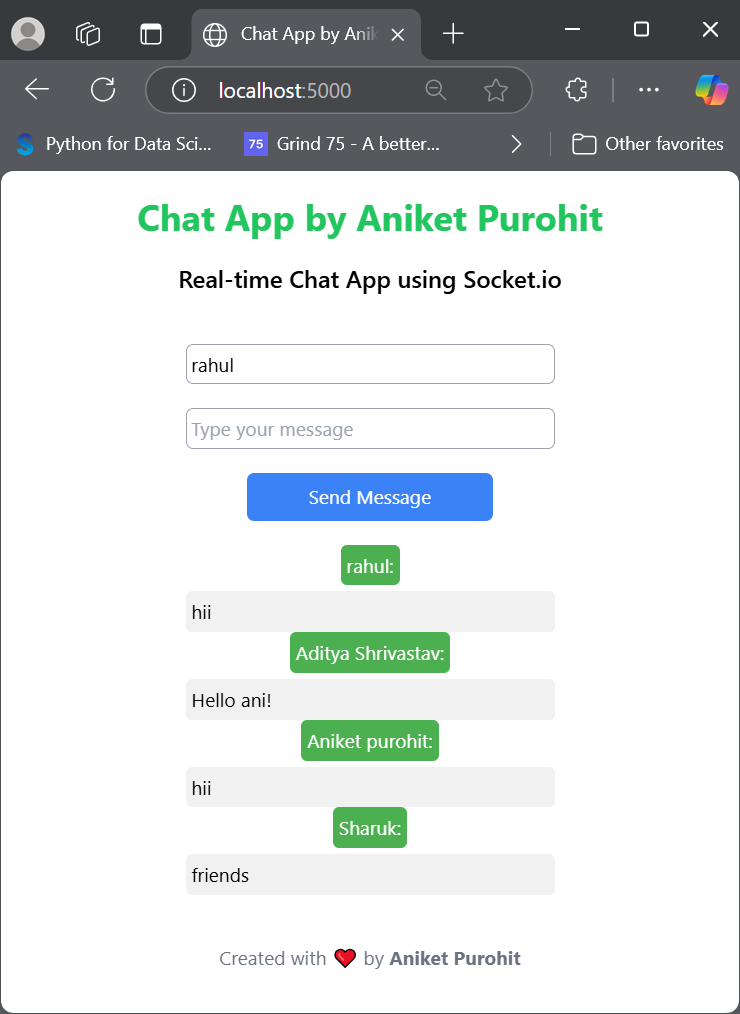 Chat App by Anik
localhost:5000
Python for Data Sci... 75 Grind 75 - A better... Other favorites
Chat App by Aniket Purohit
Real-time Chat App using Socket.io
rahul
Type your message
Send Message
rahul:
hii
Aditya Shrivastav:
Hello ani!
Aniket purohit:
hii
Sharuk:
friends
Created with ❤️ by Aniket Purohit